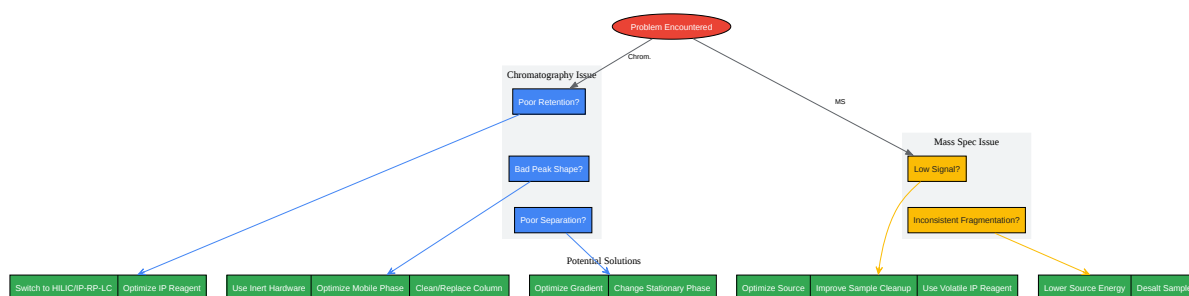 Problem Encountered
Chrom.
Chromatography Issue
Poor Retention?
MS
Mass Spec Issue
Bad Peak Shape?
Low Signal?
Poor Separation?
Inconsistent Fragmentation?
Potential Solutions
Switch to HILIC/IP-RP-LC
Optimize IP Reagent
Use Inert Hardware
Optimize Mobile Phase
Clean/Replace Column
Optimize Gradient
Change Stationary Phase
Optimize Source
Improve Sample Cleanup
Use Volatile IP Reagent
Lower Source Energy
Desalt Sample